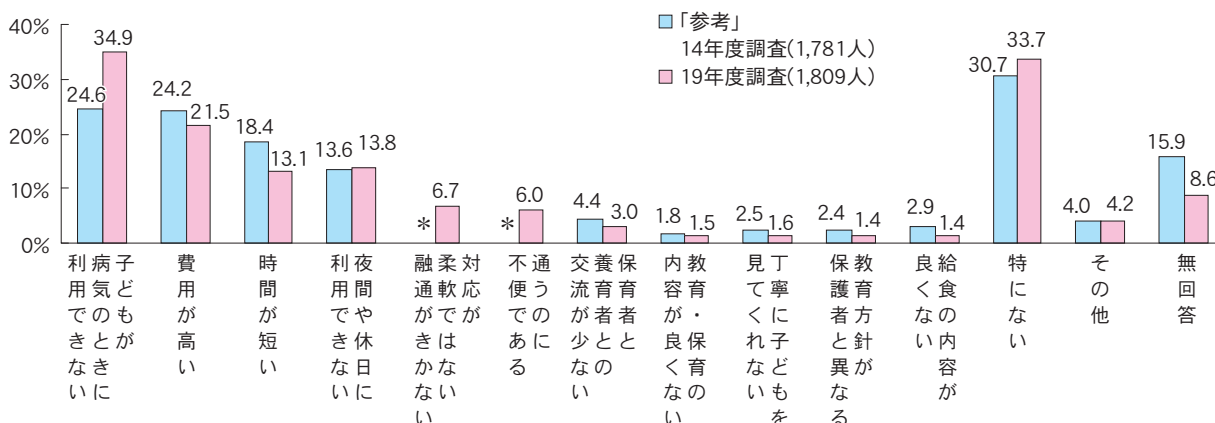 「参考」
14年度調査(1,781人)
19年度調査(1,809人)
40%
30%
20%
10%
0%
24.6
34.9
24.2
21.5
18.4
13.1
13.6
13.8
*
6.7
*
6.0
4.4
3.0
1.8
1.5
2.5
1.6
2.4
1.4
2.9
1.4
30.7
33.7
4.0
4.2
15.9
8.6
子どもが
病気のときに
利用できない
費用が高い
時間が短い
夜間や休日に
利用できない
対応が
柔軟ではない
融通がきかない
通うのに
不便である
保育者と
養育者との
交流が少ない
教育・保育の
内容が良くない
丁寧に子どもを
見てくれない
教育方針が
保護者と異なる
給食の内容が
良くない
特にない
その他
無回答